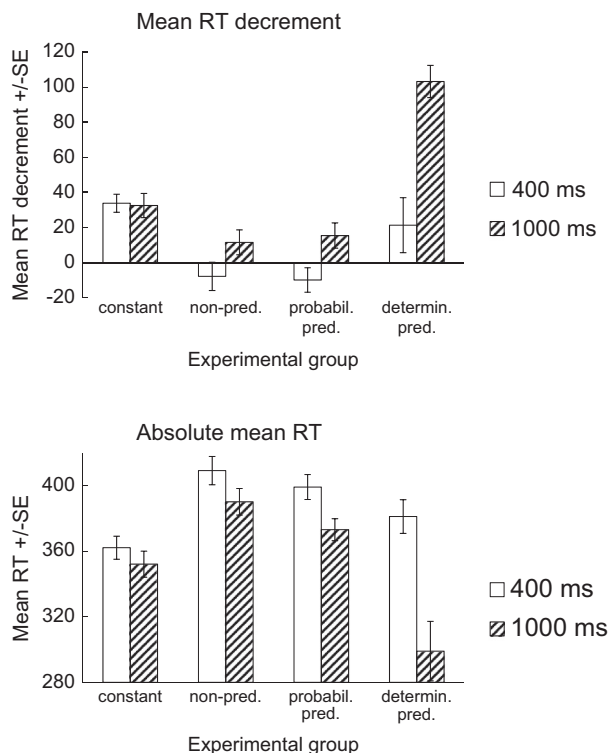 Mean RT decrement
Mean RT decrement +/-SE
120
100
80
60
40
20
0
-20
constant non-pred. probabil. pred. determin. pred.
Experimental group
400 ms
1000 ms
Absolute mean RT
Mean RT +/-SE
400
360
320
280
constant non-pred. probabil. pred. determin. pred.
Experimental group
400 ms
1000 ms